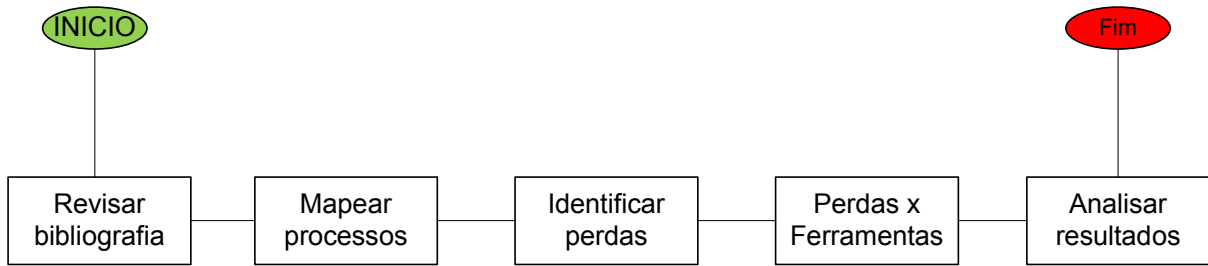 INICIO
Fim
Revisar
bibliografia
Mapear
processos
Identificar
perdas
Perdas x
Ferramentas
Analisar
resultados